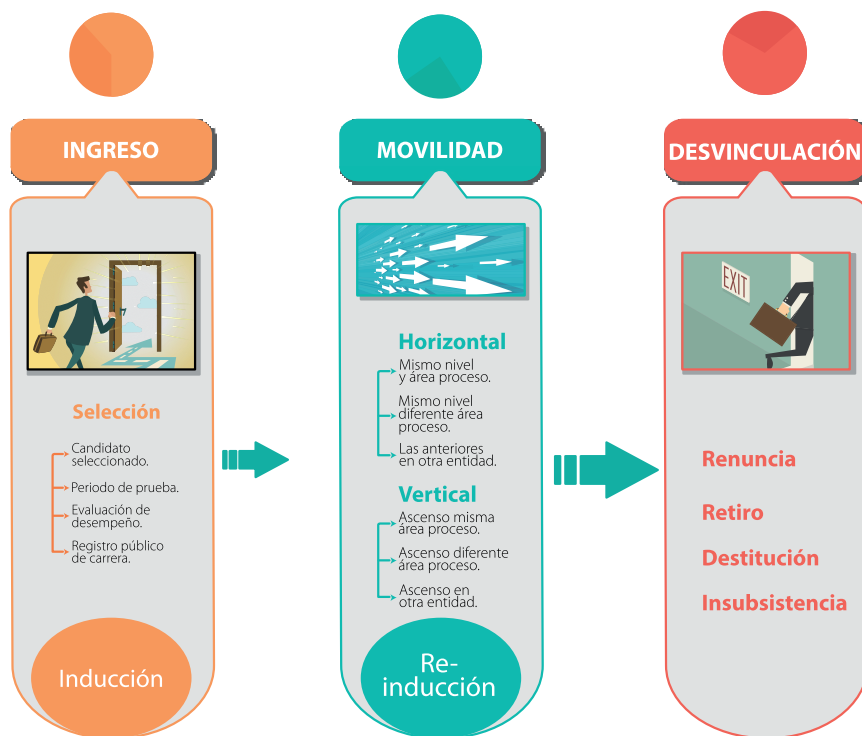 INGRESO
Selección
Candidato
seleccionado.
Periodo de prueba.
Evaluación de
desempeño.
Registro público
de carrera.
Inducción
MOVILIDAD
Horizontal
Mismo nivel
y área proceso.
Mismo nivel
diferente área
proceso.
Las anteriores
en otra entidad.
Vertical
Ascenso misma
área proceso.
Ascenso diferente
área proceso.
Ascenso en
otra entidad.
Re-
inducción
DESVINCULACIÓN
EXIT
Renuncia
Retiro
Destitución
Insubsistencia